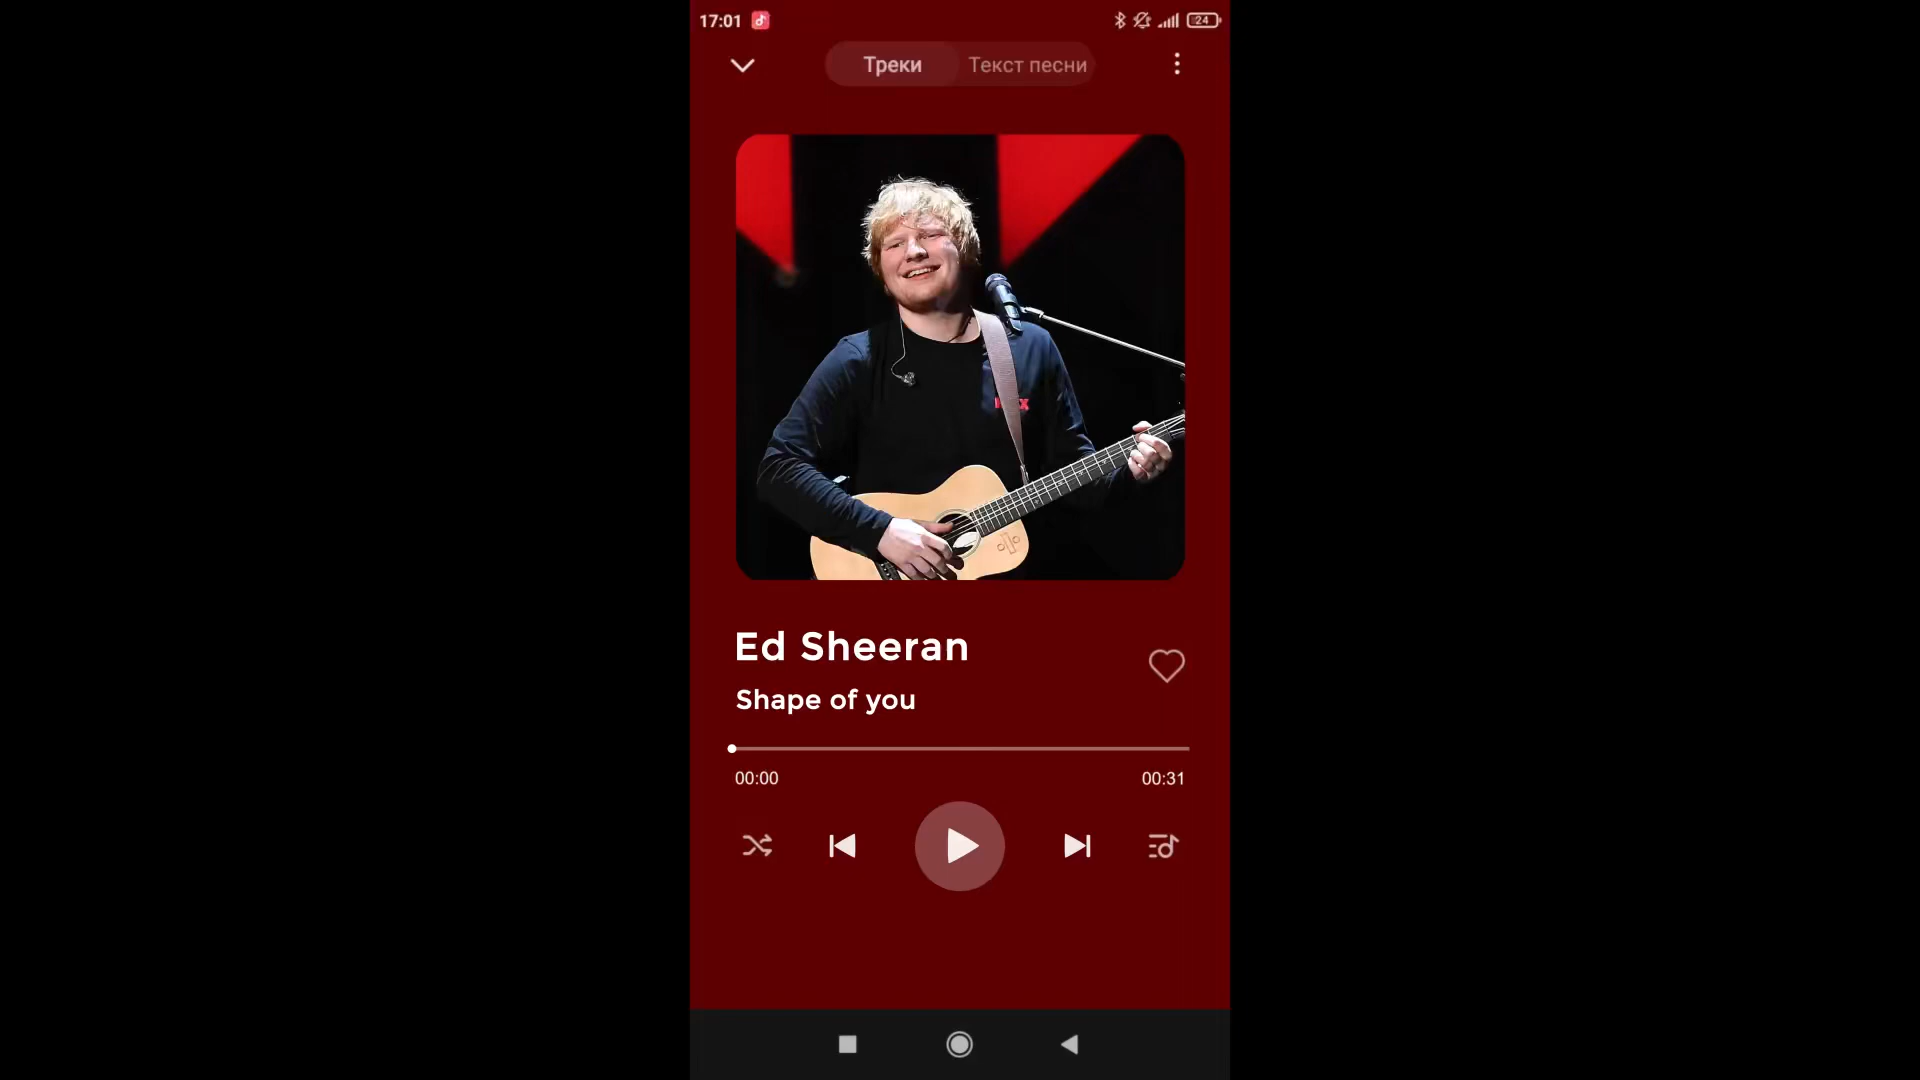 17:01
24
Треки
Текст песни
Ed Sheeran
Shape of you
00:00
00:31